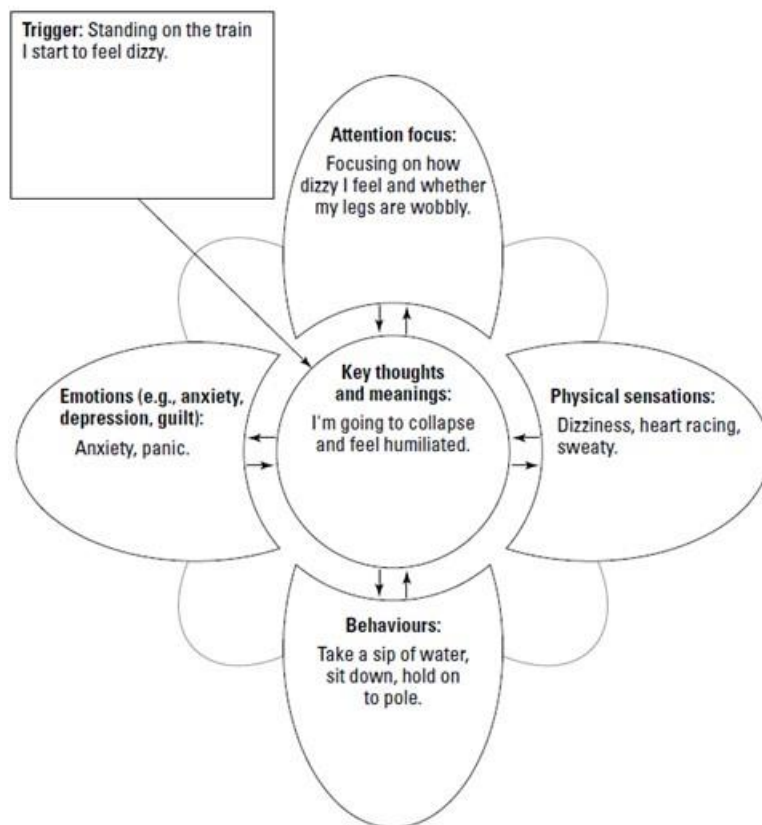 Trigger: Standing on the train
I start to feel dizzy.
Attention focus:
Focusing on how
dizzy I feel and whether
my legs are wobbly.
Emotions (e.g., anxiety,
depression, guilt):
Anxiety, panic.
Key thoughts
and meanings:
I'm going to collapse
and feel humiliated.
Physical sensations:
Dizziness, heart racing,
sweaty.
Behaviours:
Take a sip of water,
sit down, hold on
to pole.